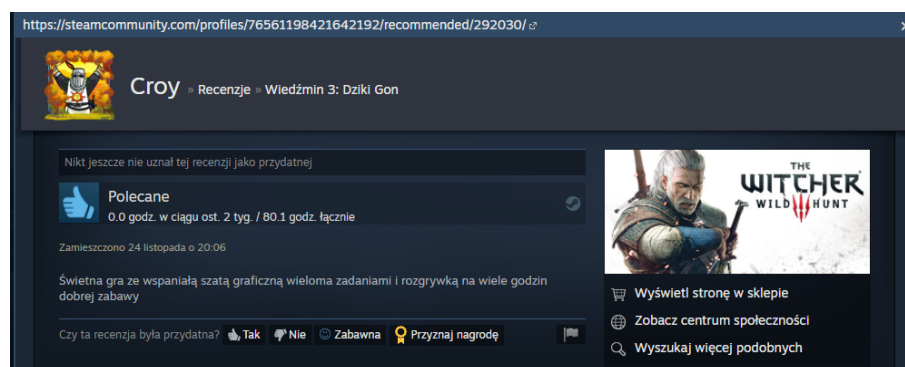 https://steamcommunity.com/profiles/76561198421642192/recommended/292030/
Croy » Recenzje » Wiedźmin 3: Dziki Gon
Nikt jeszcze nie uznał tej recenzji jako przydatnej
Polecane
0.0 godz. w ciągu ost. 2 tyg. / 80.1 godz. łącznie
Zamieszczono 24 listopada o 20:06
Świetna gra ze wspaniałą szatą graficzną wieloma zadaniami i rozgrywką na wiele godzin
dobrej zabawy
Czy ta recenzja była przydatna? Tak Nie Zabawna Przyznaj nagrodę
THE
WITCHER
WILD HUNT
Wyświetl stronę w sklepie
Zobacz centrum społeczności
Wyszukaj więcej podobnych